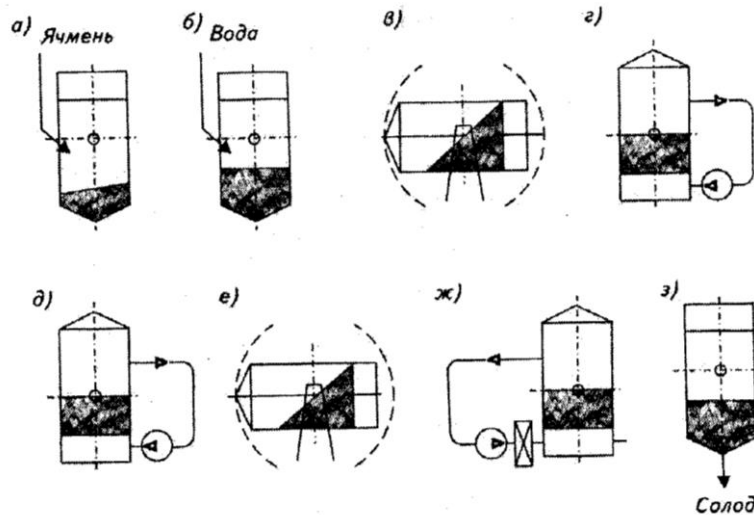 а) Ячмень
б) Вода
в)
г)
д)
е)
ж)
з)
Солод